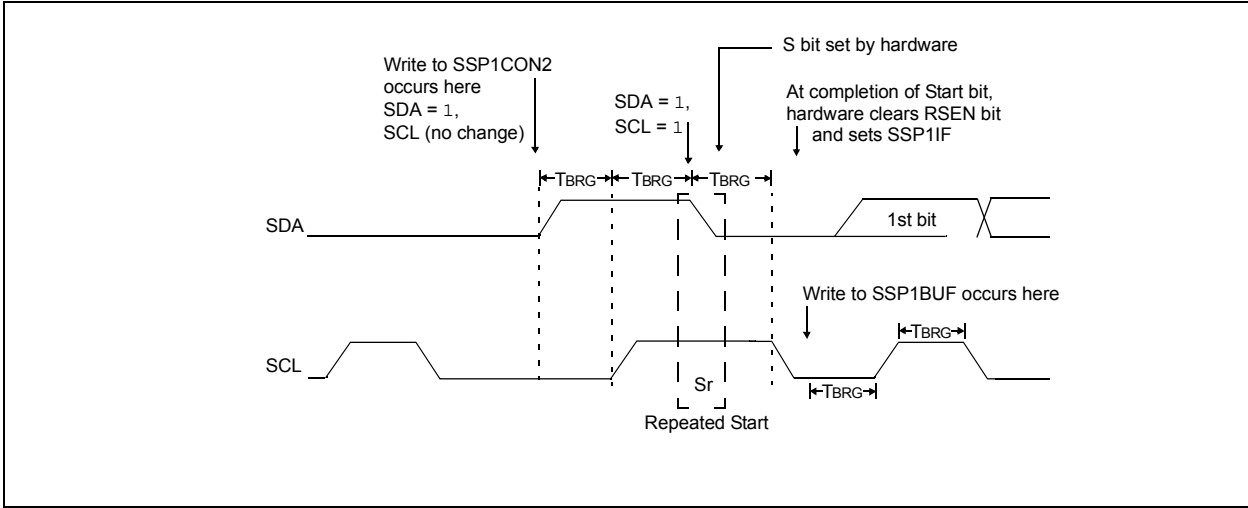 S bit set by hardware
Write to SSP1CON2
occurs here
SDA = 1,
SCL (no change)
SDA = 1,
SCL = 1
At completion of Start bit,
hardware clears RSEN bit
and sets SSP1IF
TBRG TBRG TBRG
SDA
1st bit
Write to SSP1BUF occurs here
TBRG
SCL
Sr
TBRG
Repeated Start